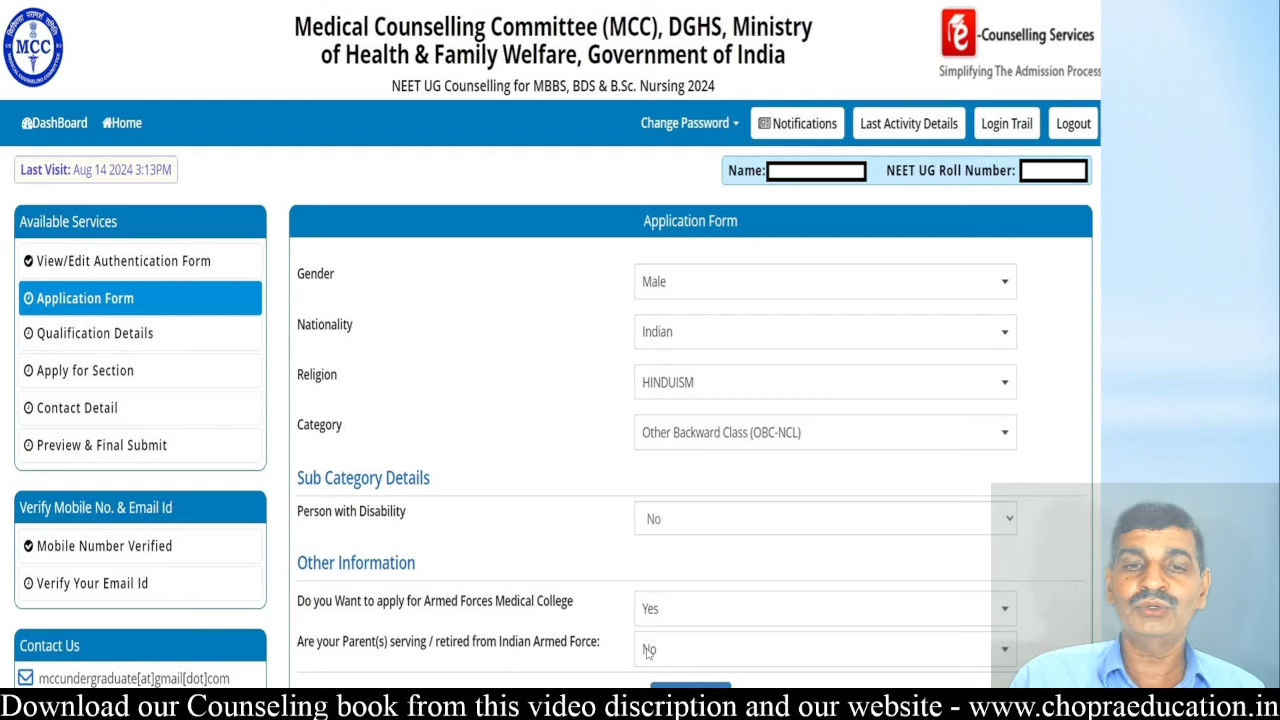 MCC
Medical Counselling Committee (MCC), DGHS, Ministry
of Health & Family Welfare, Government of India
NEET UG Counselling for MBBS, BDS & B.Sc. Nursing 2024
e -Counselling Services
Simplifying The Admission Process
DashBoard Home Change Password Notifications Last Activity Details Login Trail Logout
Last Visit: Aug 14 2024 3:13PM
Name: NEET UG Roll Number:
Available Services
View/Edit Authentication Form
Application Form
Qualification Details
Apply for Section
Contact Detail
Preview & Final Submit
Verify Mobile No. & Email Id
Mobile Number Verified
Verify Your Email Id
Contact Us
mccundergraduate[at]gmail[dot]com
Application Form
Gender Male
Nationality Indian
Religion HINDUISM
Category Other Backward Class (OBC-NCL)
Sub Category Details
Person with Disability No
Other Information
Do you Want to apply for Armed Forces Medical College Yes
Are your Parent(s) serving / retired from Indian Armed Force: No
Download our Counseling book from this video discription and our website - www.chopraeducation.in